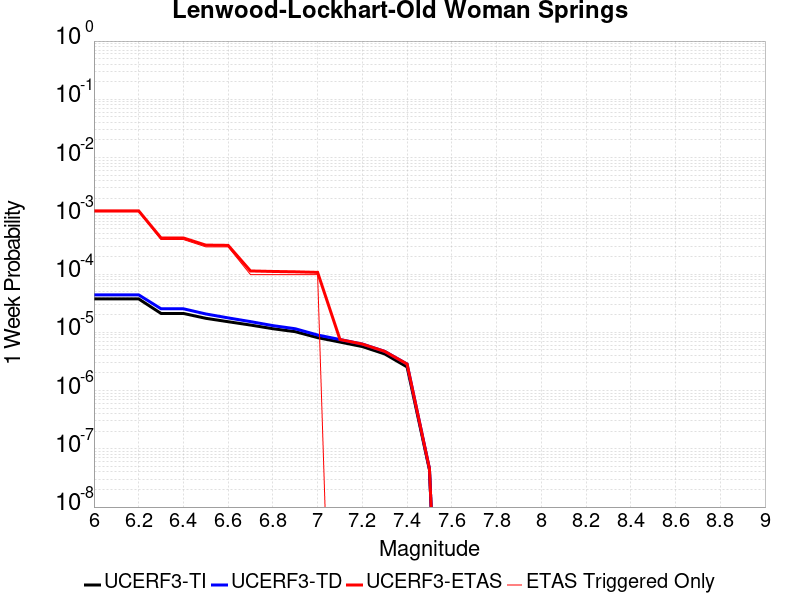 Lenwood-Lockhart-Old Woman Springs
10^0
10^-1
10^-2
10^-3
10^-4
10^-5
10^-6
10^-7
10^-8
1 Week Probability
6 6.2 6.4 6.6 6.8 7 7.2 7.4 7.6 7.8 8 8.2 8.4 8.6 8.8 9
Magnitude
UCERF3-TI UCERF3-TD UCERF3-ETAS ETAS Triggered Only